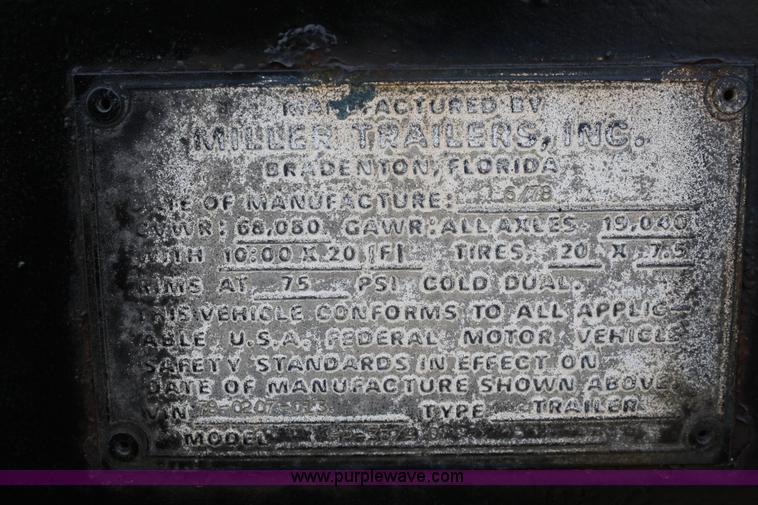 MANUFACTURED BY
MILLER TRAILERS, INC.
BRADENTON, FLORIDA
DATE OF MANUFACTURE: 6/78
GVWR: 68,080 GAWR: ALL AXLES 19,040
WITH 10:00 X 20 (F) TIRES, 20 X 7.5
RIMS AT 75 PSI COLD DUAL.
THIS VEHICLE CONFORMS TO ALL APPLIC-
ABLE U.S.A. FEDERAL MOTOR VEHICLE
SAFETY STANDARDS IN EFFECT ON
DATE OF MANUFACTURE SHOWN ABOVE.
VIN TYPE TRAILER
MODEL
www.purplewave.com